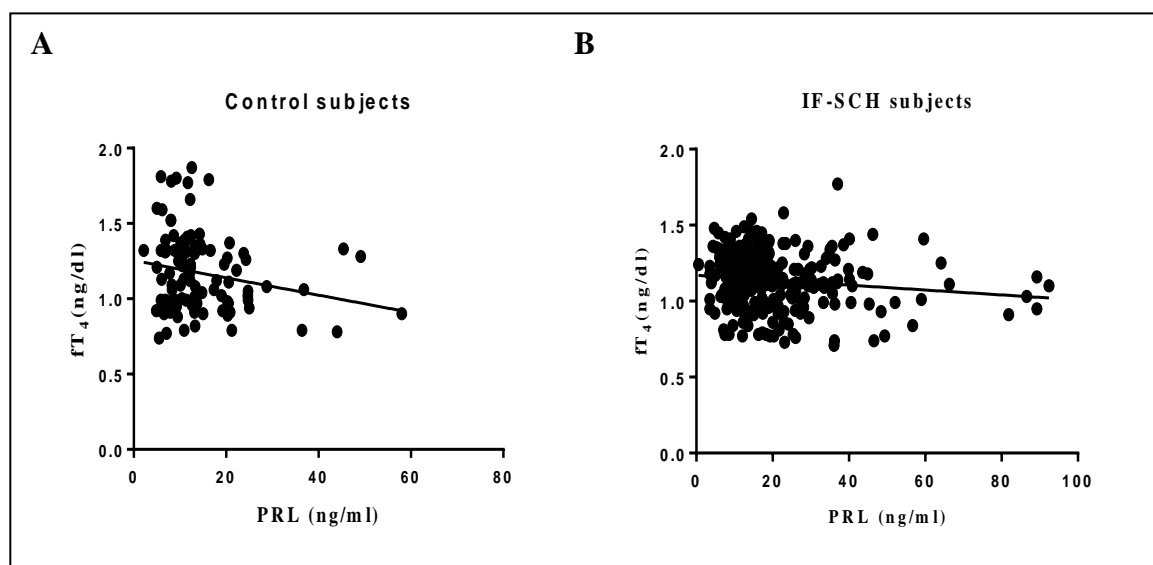 A
Control subjects
2.0
1.5
1.0
0.5
0.0
fT4(ng/dl)
0 20 40 60 80
PRL (ng/ml)
B
IF-SCH subjects
2.0
1.5
1.0
0.5
0.0
fT4(ng/dl)
0 20 40 60 80 100
PRL (ng/ml)